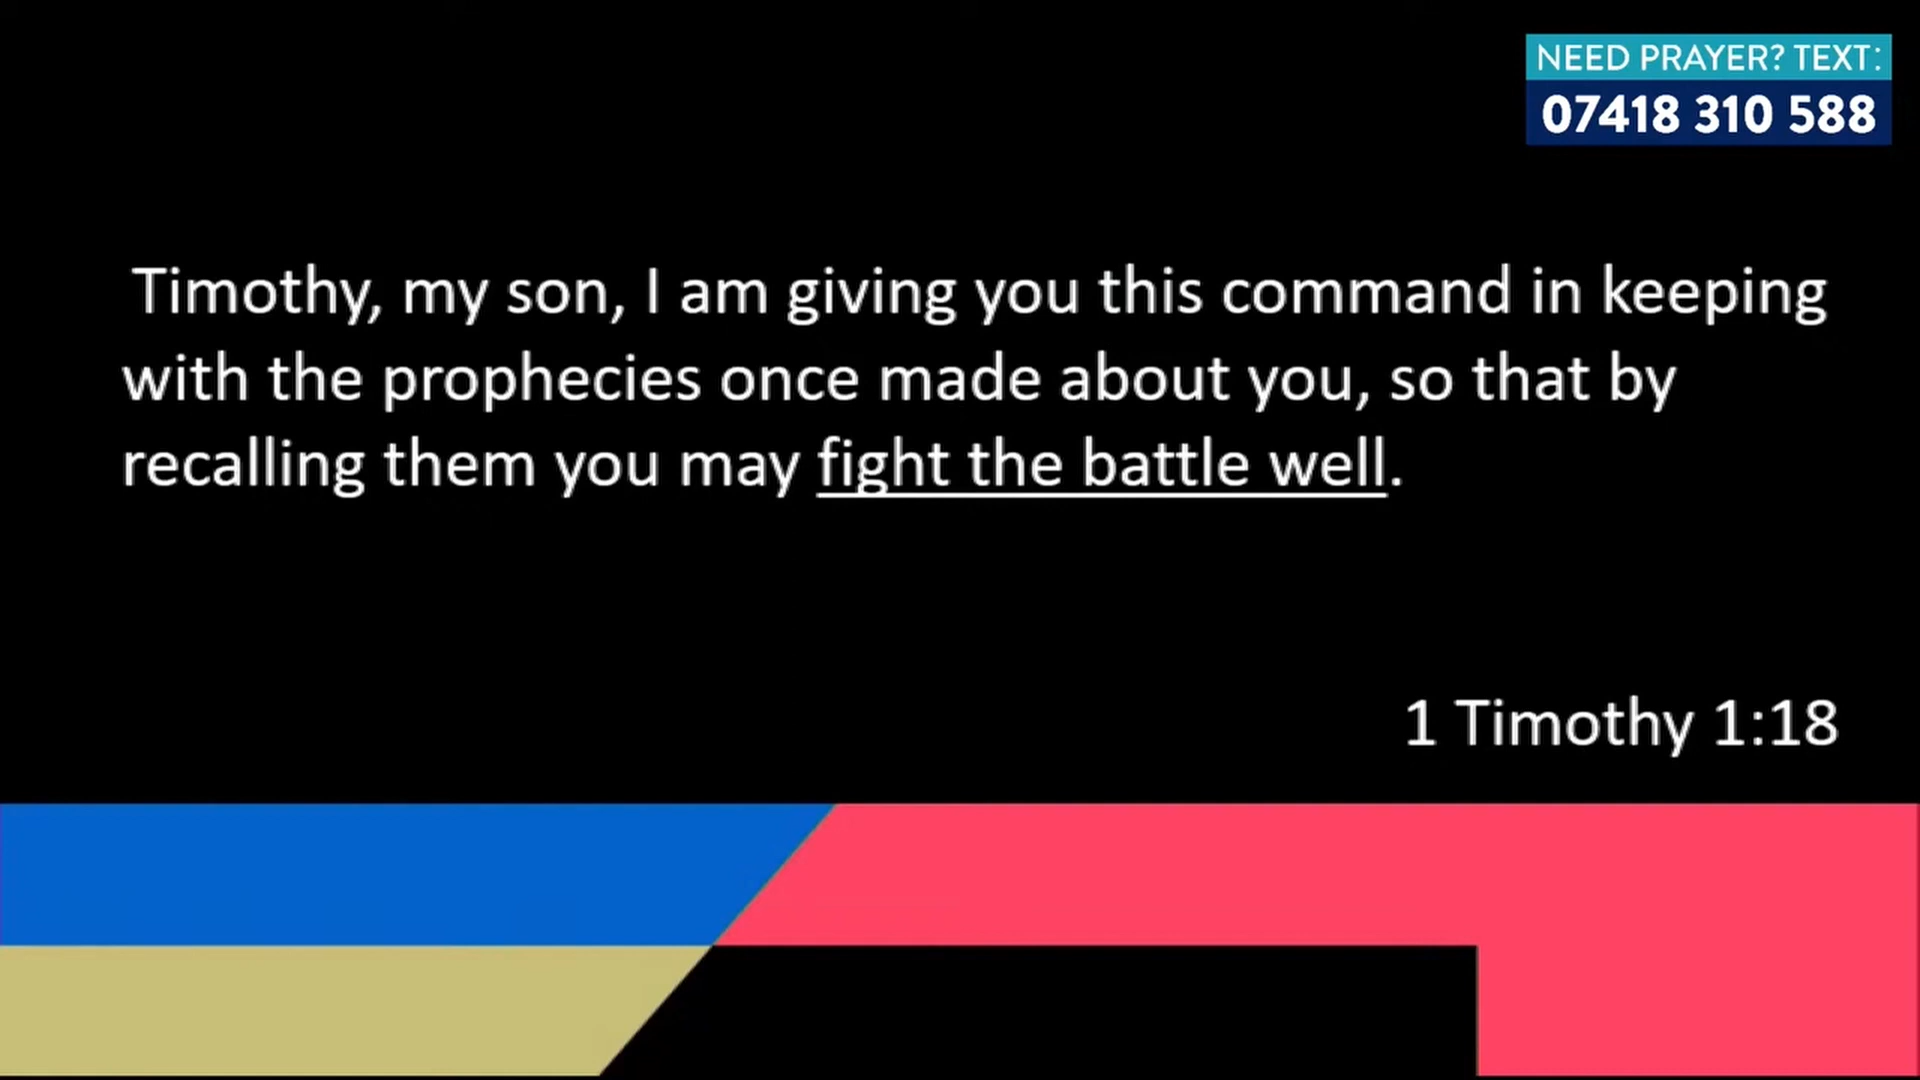 NEED PRAYER? TEXT:
07418 310 588
Timothy, my son, I am giving you this command in keeping
with the prophecies once made about you, so that by
recalling them you may fight the battle well.
1 Timothy 1:18